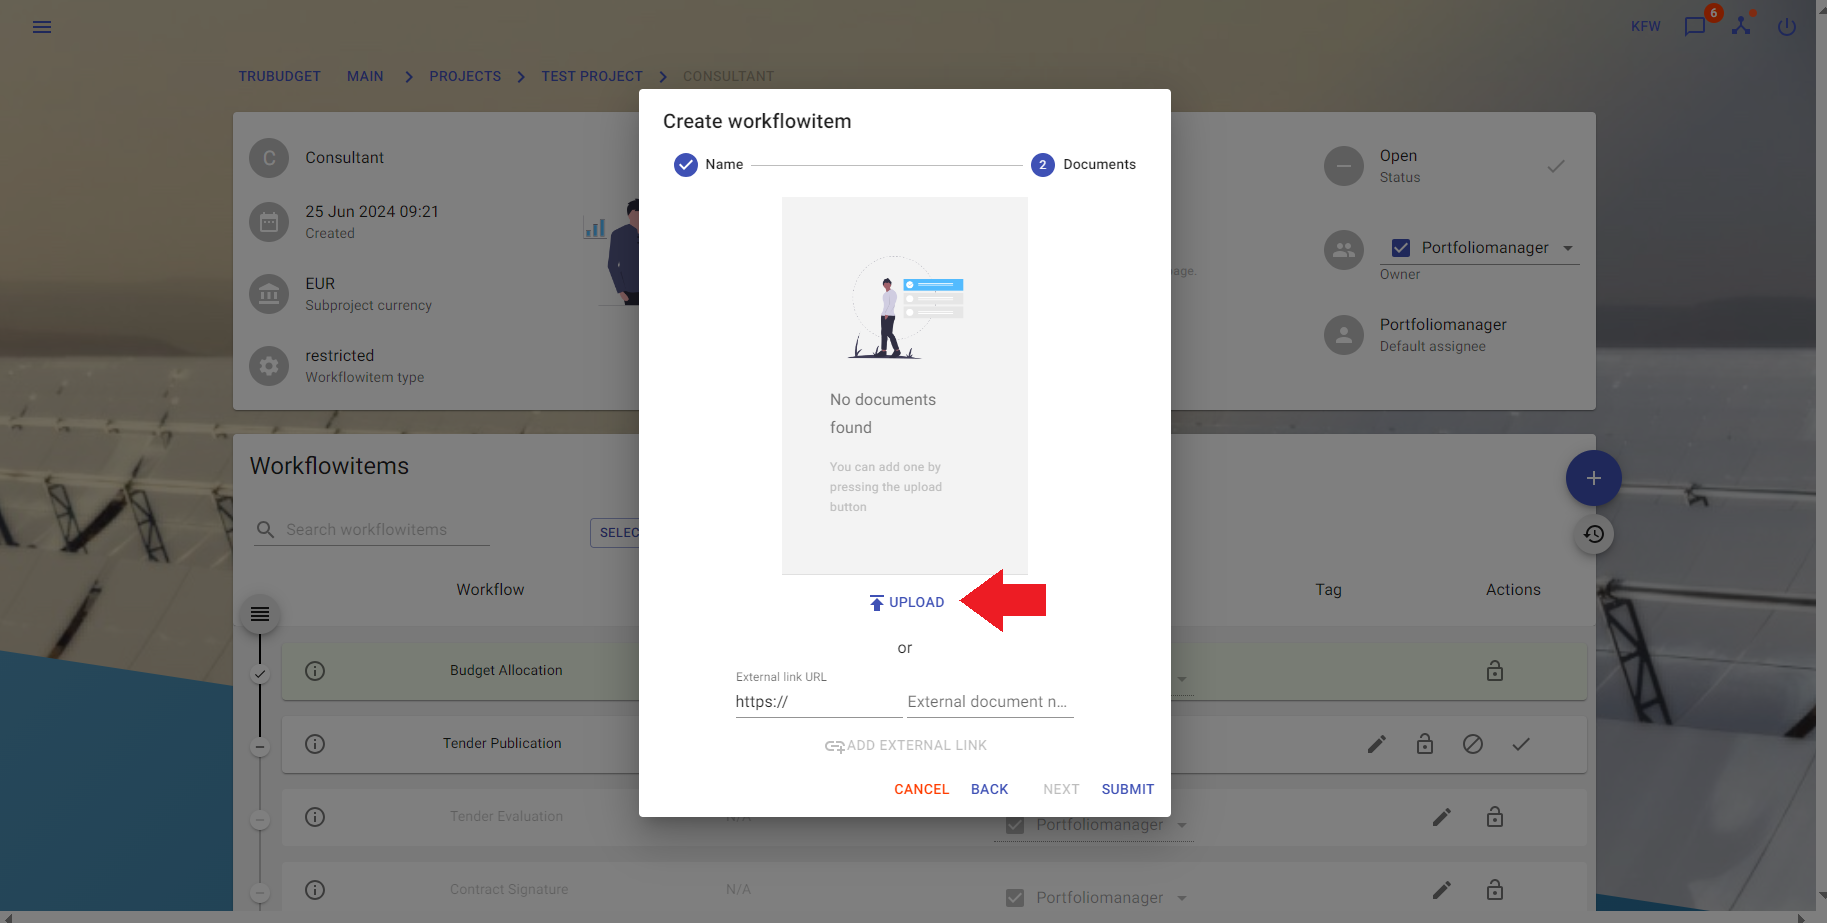 KFW
6
TRUBUDGET MAIN PROJECTS TEST PROJECT CONSULTANT
Create workflowitem
Name
2 Documents
C Consultant
25 Jun 2024 09:21
Created
EUR
Subproject currency
restricted
Workflowitem type
No documents
found
You can add one by
pressing the upload
button
UPLOAD
or
External link URL
https://
External document n...
ADD EXTERNAL LINK
CANCEL BACK NEXT SUBMIT
Open
Status
Portfoliomanager
Owner
Portfoliomanager
Default assignee
Workflowitems
Search workflowitems
Workflow Tag Actions
Budget Allocation
Tender Publication
Tender Evaluation N/A Portfoliomanager
Contract Signature N/A Portfoliomanager